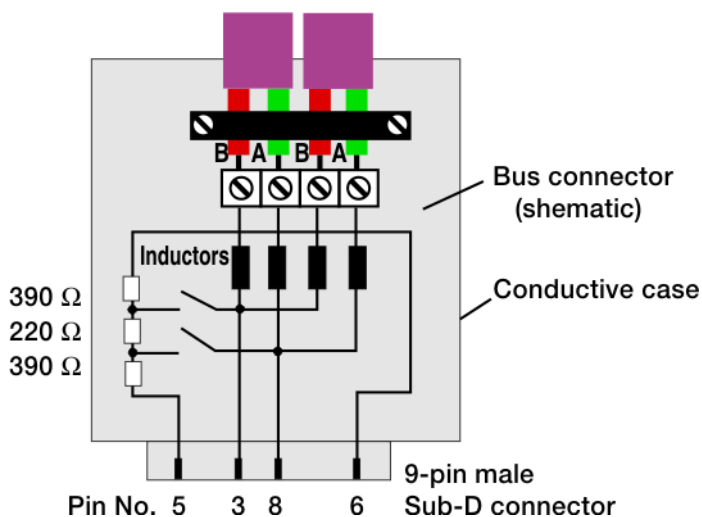 B A B A
Bus connector
(shematic)
Inductors
Conductive case
390 Ω
220 Ω
390 Ω
9-pin male
Pin No. 5 3 8 6 Sub-D connector